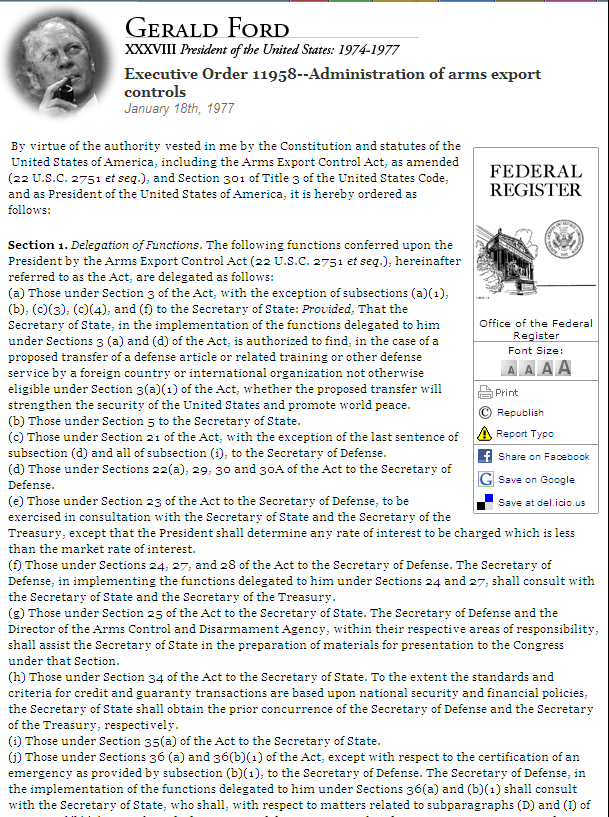 GERALD FORD
XXXVIII President of the United States: 1974-1977
Executive Order 11958--Administration of arms export
controls
January 18th, 1977
By virtue of the authority vested in me by the Constitution and statutes of the
United States of America, including the Arms Export Control Act, as amended
(22 U.S.C. 2751 et seq.), and Section 301 of Title 3 of the United States Code,
and as President of the United States of America, it is hereby ordered as
follows:
Section 1. Delegation of Functions. The following functions conferred upon the
President by the Arms Export Control Act (22 U.S.C. 2751 et seq.), hereinafter
referred to as the Act, are delegated as follows:
(a) Those under Section 3 of the Act, with the exception of subsections (a)(1),
(b), (c)(3), (c)(4), and (f) to the Secretary of State: Provided, That the
Secretary of State, in the implementation of the functions delegated to him
under Sections 3 (a) and (d) of the Act, is authorized to find, in the case of a
proposed transfer of a defense article or related training or other defense
service by a foreign country or international organization not otherwise
eligible under Section 3(a)(1) of the Act, whether the proposed transfer will
strengthen the security of the United States and promote world peace.
(b) Those under Section 5 to the Secretary of State.
(c) Those under Section 21 of the Act, with the exception of the last sentence of
subsection (d) and all of subsection (i), to the Secretary of Defense.
(d) Those under Sections 22(a), 29, 30 and 30A of the Act to the Secretary of
Defense.
(e) Those under Section 23 of the Act to the Secretary of Defense, to be
exercised in consultation with the Secretary of State and the Secretary of the
Treasury, except that the President shall determine any rate of interest to be charged which is less
than the market rate of interest.
(f) Those under Sections 24, 27, and 28 of the Act to the Secretary of Defense. The Secretary of
Defense, in implementing the functions delegated to him under Sections 24 and 27, shall consult with
the Secretary of State and the Secretary of the Treasury.
(g) Those under Section 25 of the Act to the Secretary of State. The Secretary of Defense and the
Director of the Arms Control and Disarmament Agency, within their respective areas of responsibility,
shall assist the Secretary of State in the preparation of materials for presentation to the Congress
under that Section.
(h) Those under Section 34 of the Act to the Secretary of State. To the extent the standards and
criteria for credit and guaranty transactions are based upon national security and financial policies,
the Secretary of State shall obtain the prior concurrence of the Secretary of Defense and the Secretary
of the Treasury, respectively.
(i) Those under Section 35(a) of the Act to the Secretary of State.
(j) Those under Sections 36 (a) and 36(b)(1) of the Act, except with respect to the certification of an
emergency as provided by subsection (b)(1), to the Secretary of Defense. The Secretary of Defense, in
the implementation of the functions delegated to him under Sections 36(a) and (b)(1) shall consult
with the Secretary of State, who shall, with respect to matters related to subparagraphs (D) and (I) of
FEDERAL
REGISTER
Office of the Federal
Register
Font Size:
A A A A
Print
© Republish
Report Typo
Share on Facebook
G Save on Google
Save at del.icio.us